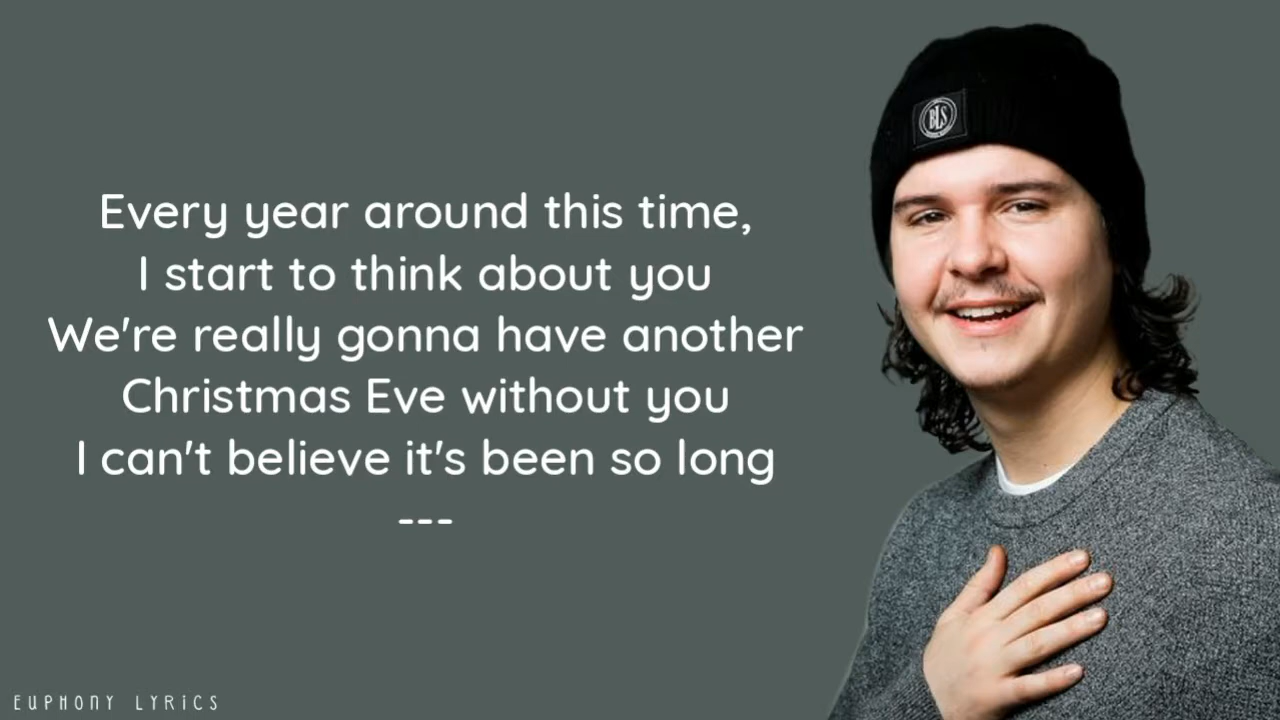 Every year around this time,
I start to think about you
We're really gonna have another
Christmas Eve without you
I can't believe it's been so long
---
BLS
EUPHONY LYRICS